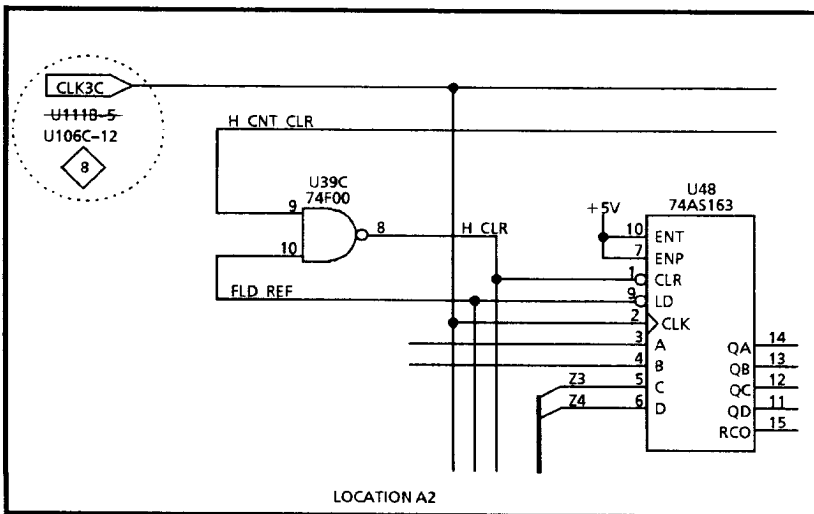 CLK3C
U111B-5
U106C-12
8
H CNT CLR
U39C
74F00
9
10
8
H CLR
FLD REF
U48
74AS163
+5V
10 ENT
7 ENP
1 CLR
9 LD
2 CLK
3 A
4 B
Z3 5 C
Z4 6 D
QA 14
QB 13
QC 12
QD 11
RCO 15
LOCATION A2